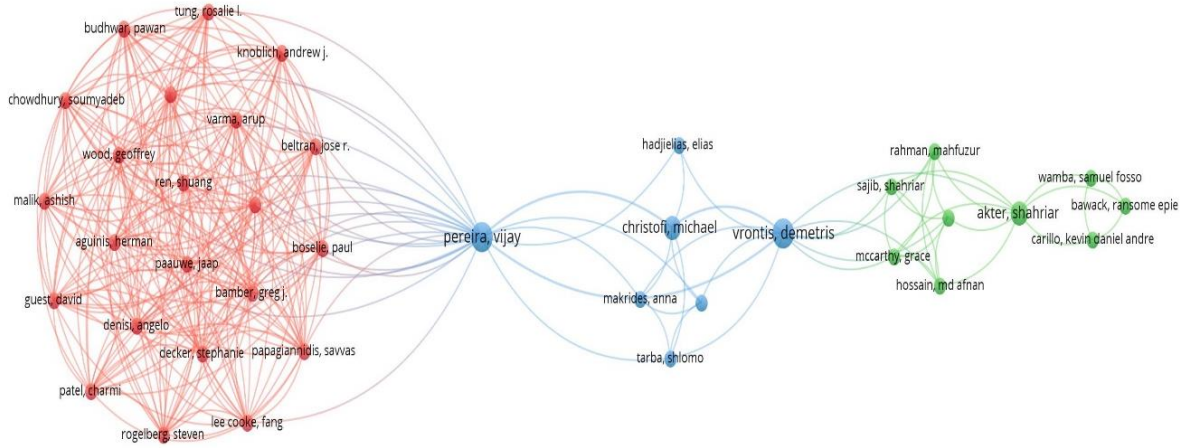 tung, rosalie l.
budhwar, pawan
knoblich, andrew j.
chowdhury, soumyadeb
varma, arup
beltran, jose r.
wood, geoffrey
ren, shuang
malik, ashish
aguinis, herman
boselie, paul
paauwe, jaap
guest, david
bamber, greg j.
denisi, angelo
decker, stephanie
papagiannidis, savvas
patel, charmi
lee cooke, fang
rogelberg, steven
pereira, vijay
hadjielias, elias
christofi, michael
vrontis, demetris
makrides, anna
tarba, shlomo
rahman, mahfuzur
sajib, shahriar
akter, shahriar
mccarthy, grace
hossain, md afnan
wamba, samuel fosso
bawack, ransome epie
carillo, kevin daniel andre